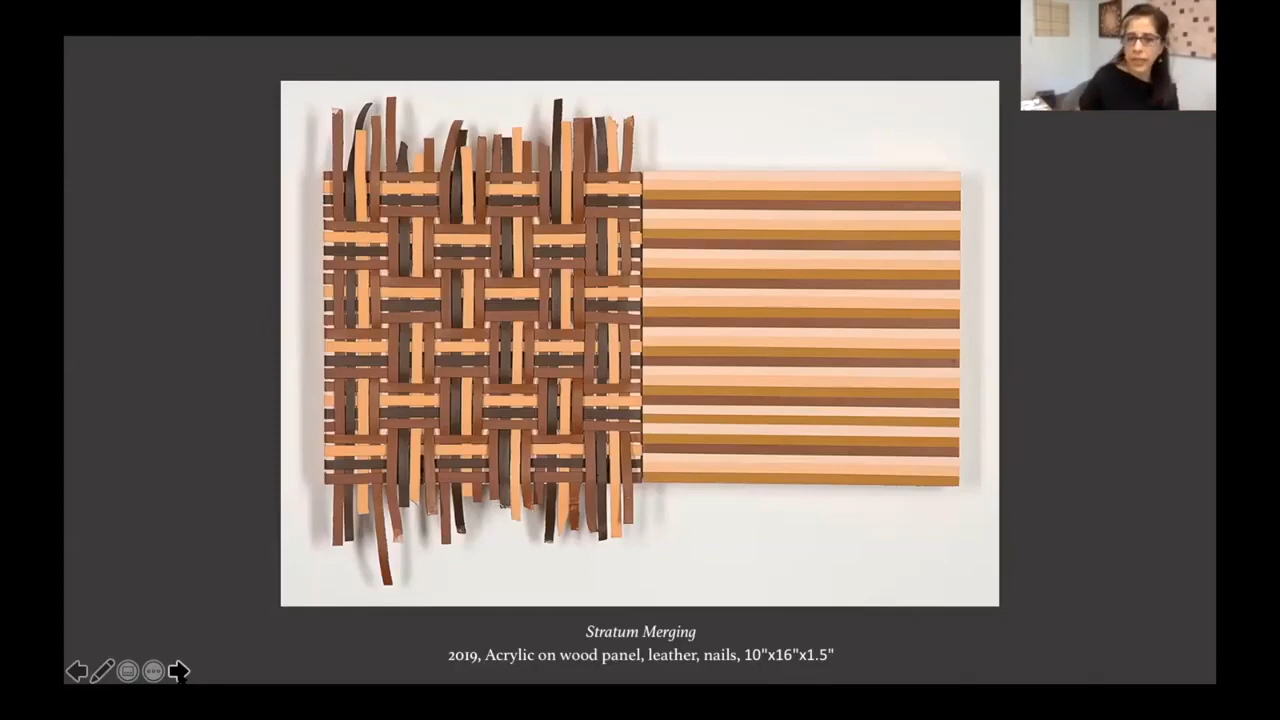 Stratum Merging
2019, Acrylic on wood panel, leather, nails, 10"x16"x1.5"